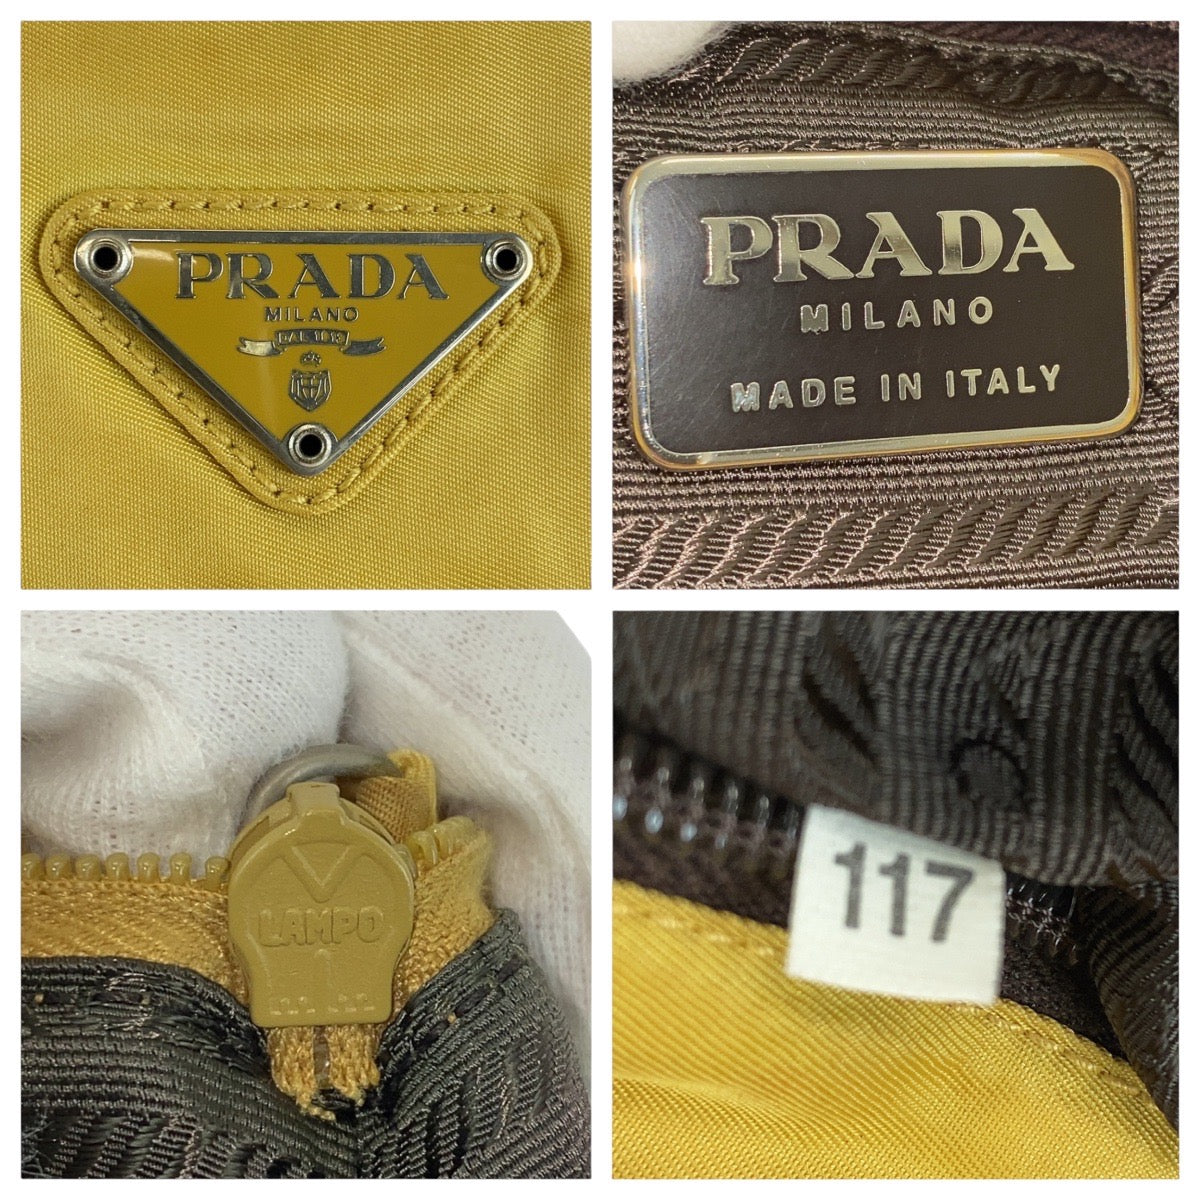 PRADA
MILANO
DAL 1913
PRADA
MILANO
MADE IN ITALY
LAMPO
117